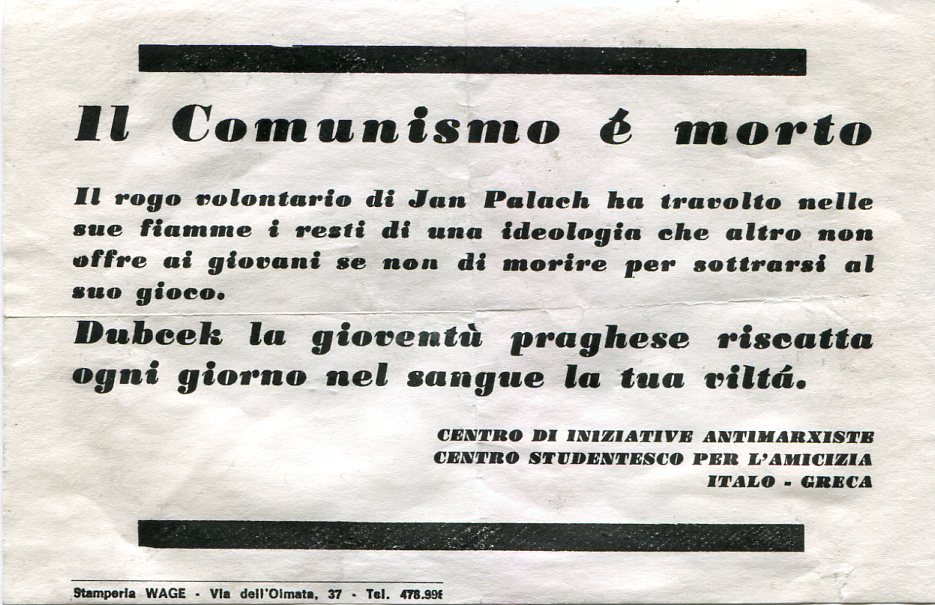 Il Comunismo é morto
Il rogo volontario di Jan Palach ha travolto nelle
sue fiamme i resti di una ideologia che altro non
offre ai giovani se non di morire per sottrarsi al
suo gioco.
Dubcek la gioventù praghese riscatta
ogni giorno nel sangue la tua viltá.
CENTRO DI INIZIATIVE ANTIMARXISTE
CENTRO STUDENTESCO PER L'AMICIZIA
ITALO - GRECA
Stamperia WAGE - Via dell'Olmata, 37 - Tel.